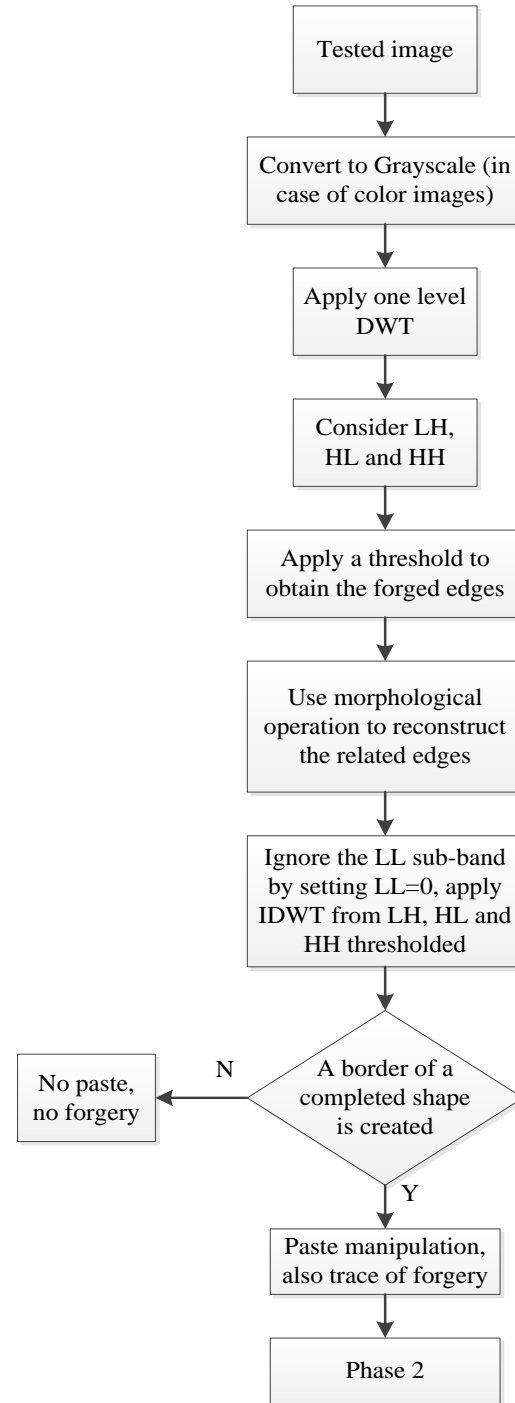 Tested image
Convert to Grayscale (in
case of color images)
Apply one level
DWT
Consider LH,
HL and HH
Apply a threshold to
obtain the forged edges
Use morphological
operation to reconstruct
the related edges
Ignore the LL sub-band
by setting LL=0, apply
IDWT from LH, HL and
HH thresholded
A border of a
completed shape
is created
N
No paste,
no forgery
Y
Paste manipulation,
also trace of forgery
Phase 2